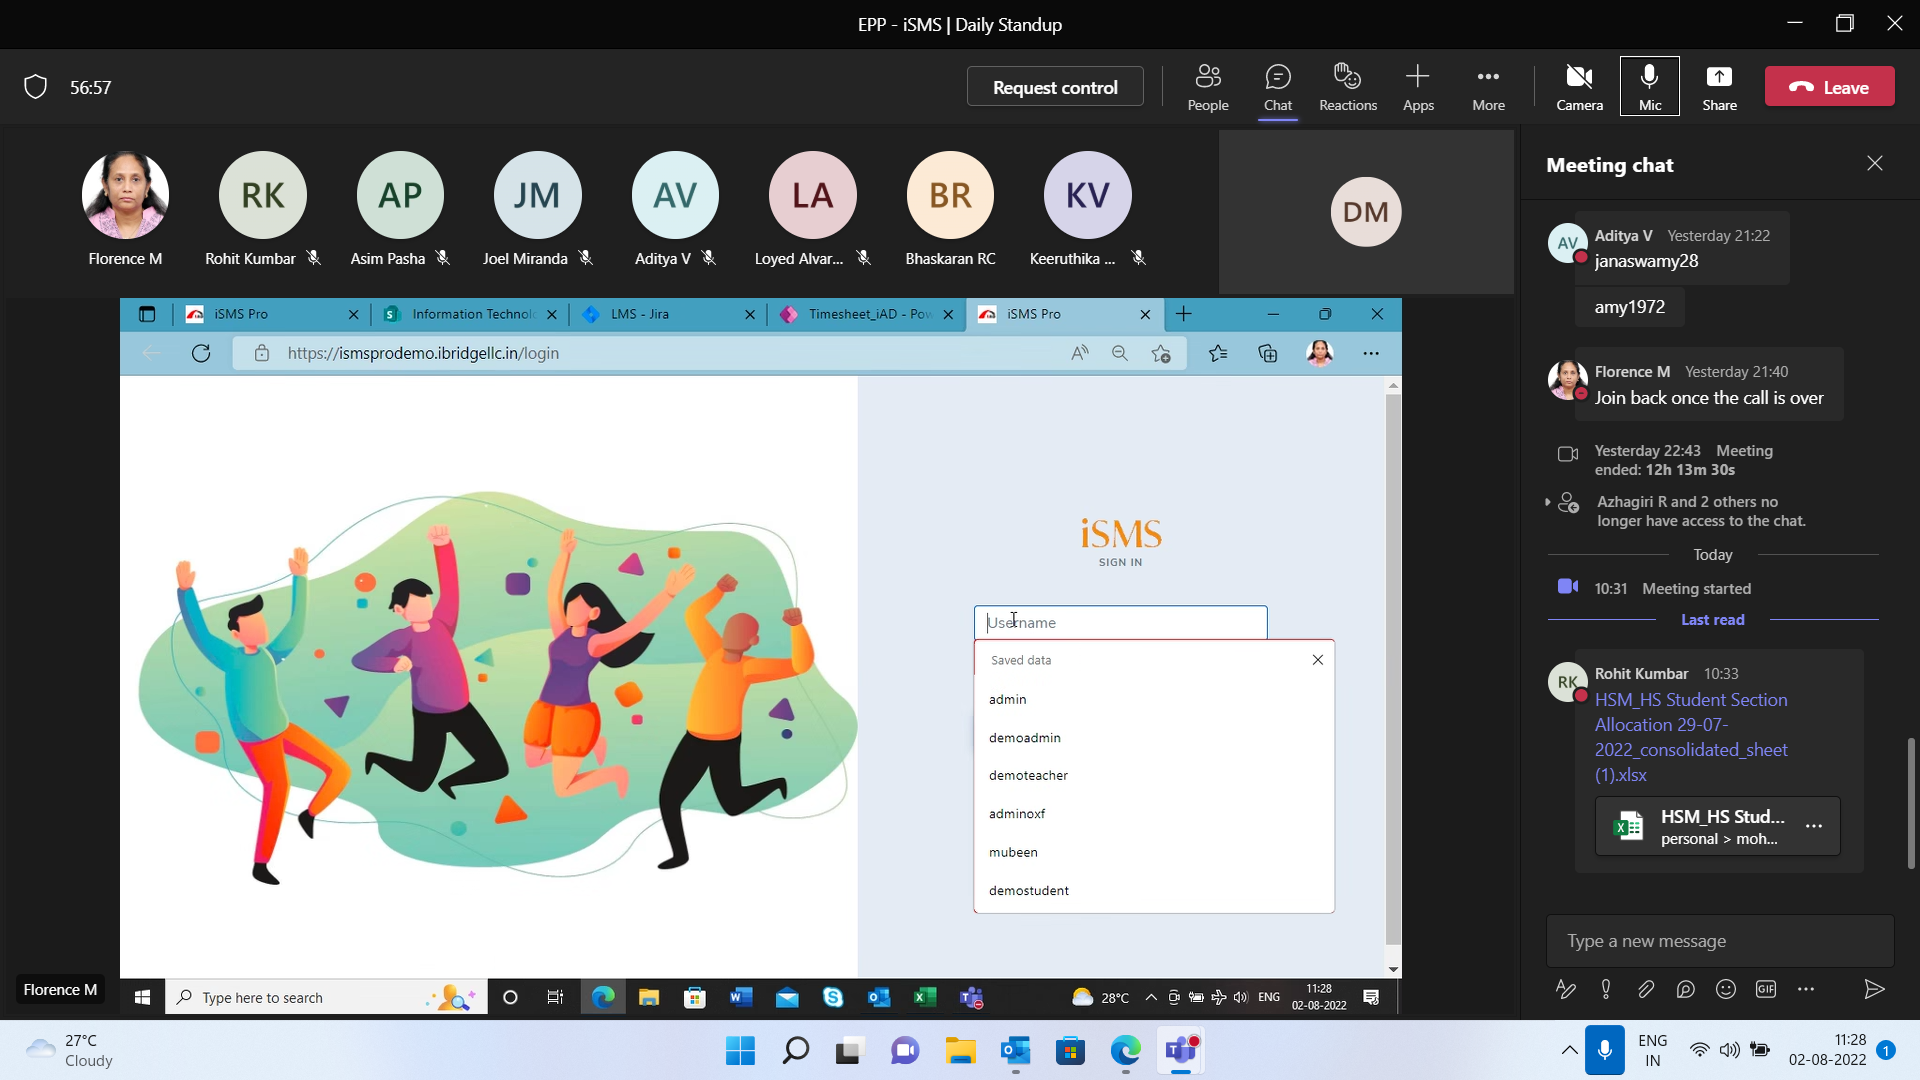 EPP - iSMS | Daily Standup
56:57
Request control
People
Chat
Reactions
Apps
More
Camera
Mic
Share
Leave
RK
AP
JM
AV
LA
BR
KV
DM
Florence M
Rohit Kumbar
Asim Pasha
Joel Miranda
Aditya V
Loyed Alvar...
Bhaskaran RC
Keeruthika ...
iSMS Pro
Information Technol
LMS - Jira
Timesheet_iAD - Pow
iSMS Pro
https://ismsprodemo.ibridgellc.in/login
iSMS
SIGN IN
Username
Saved data
admin
demoadmin
demoteacher
adminoxf
mubeen
demostudent
Florence M
Type here to search
28°C
ENG
11:28
02-08-2022
Meeting chat
AV
Aditya V Yesterday 21:22
janaswamy28
amy1972
Florence M Yesterday 21:40
Join back once the call is over
Yesterday 22:43 Meeting
ended: 12h 13m 30s
Azhagiri R and 2 others no
longer have access to the chat.
Today
10:31 Meeting started
Last read
RK
Rohit Kumbar 10:33
HSM_HS Student Section
Allocation 29-07-
2022_consolidated_sheet
(1).xlsx
HSM_HS Stud...
personal > moh...
Type a new message
GIF
27°C
Cloudy
ENG
IN
11:28
02-08-2022
1